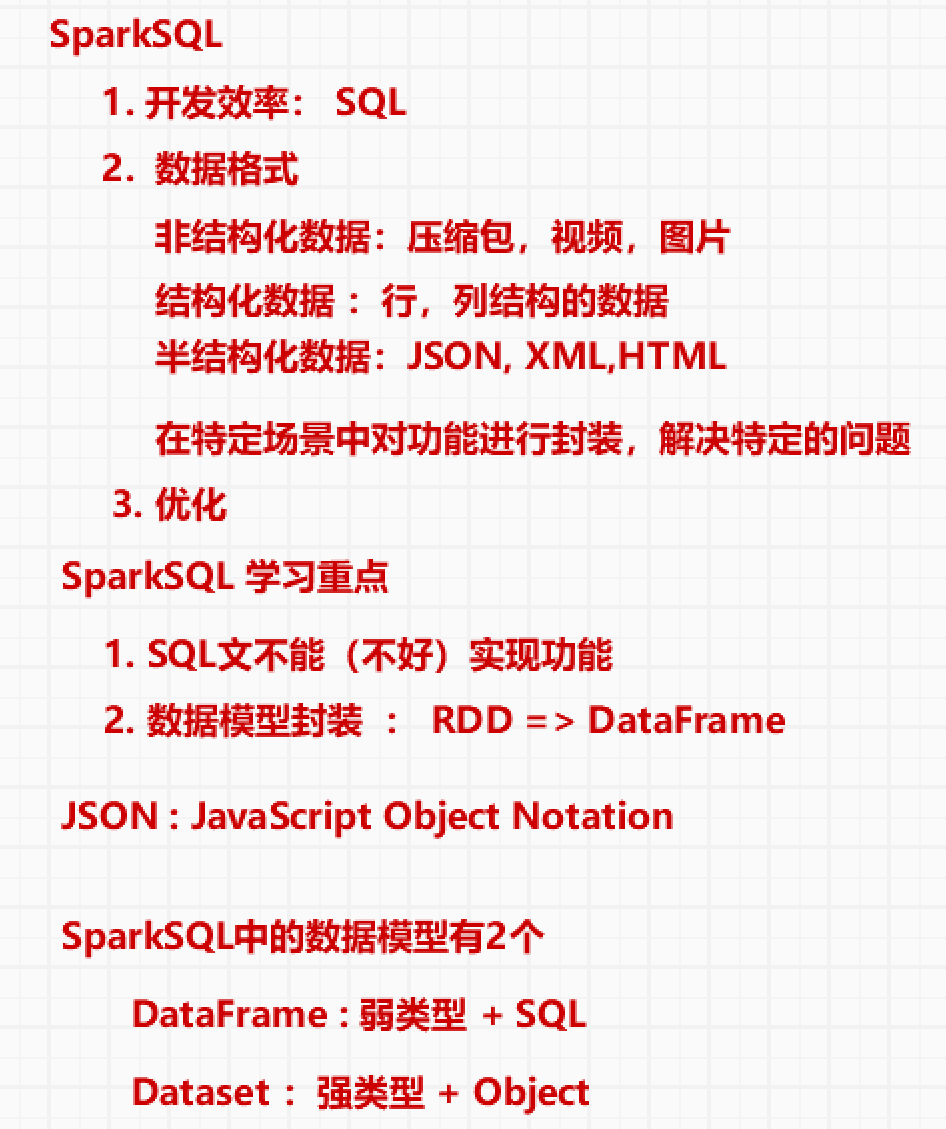 SparkSQL
1. 开发效率： SQL
2. 数据格式
非结构化数据：压缩包，视频，图片
结构化数据 ：行，列结构的数据
半结构化数据：JSON, XML,HTML
在特定场景中对功能进行封装，解决特定的问题
3. 优化
SparkSQL 学习重点
1. SQL文不能（不好）实现功能
2. 数据模型封装 ： RDD => DataFrame
JSON : JavaScript Object Notation
SparkSQL中的数据模型有2个
DataFrame : 弱类型 + SQL
Dataset ： 强类型 + Object